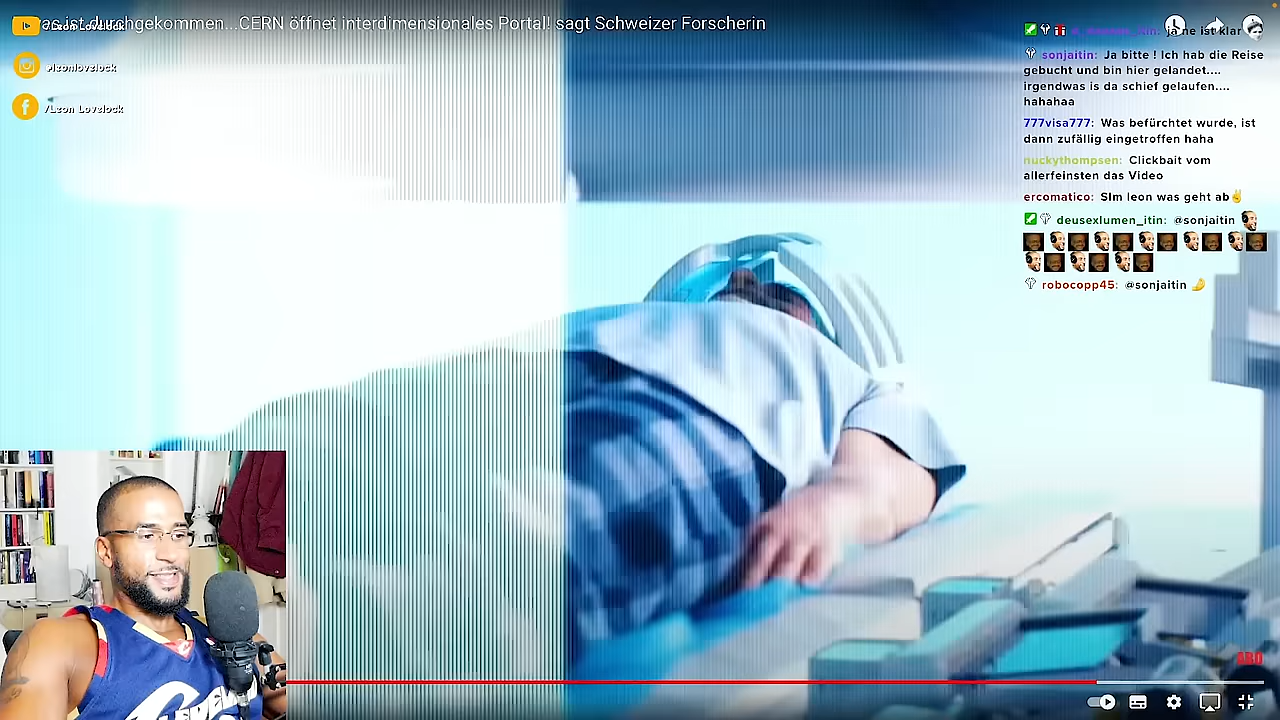 ist durchgekommen...CERN öffnet interdimensionales Portal! sagt Schweizer Forscherin
/Leon Lovelock
@leonlovelock
/Leon Lovelock
ja ne ist klar
sonjaitin: Ja bitte ! Ich hab die Reise
gebucht und bin hier gelandet....
irgendwas is da schief gelaufen....
hahahaa
777visa777: Was befürchtet wurde, ist
dann zufällig eingetroffen haha
nuckythompsen: Clickbait vom
allerfeinsten das Video
ercomatico: Slm leon was geht ab✌️
deusexlumen_itin: @sonjaitin
robocopp45: @sonjaitin 🤌